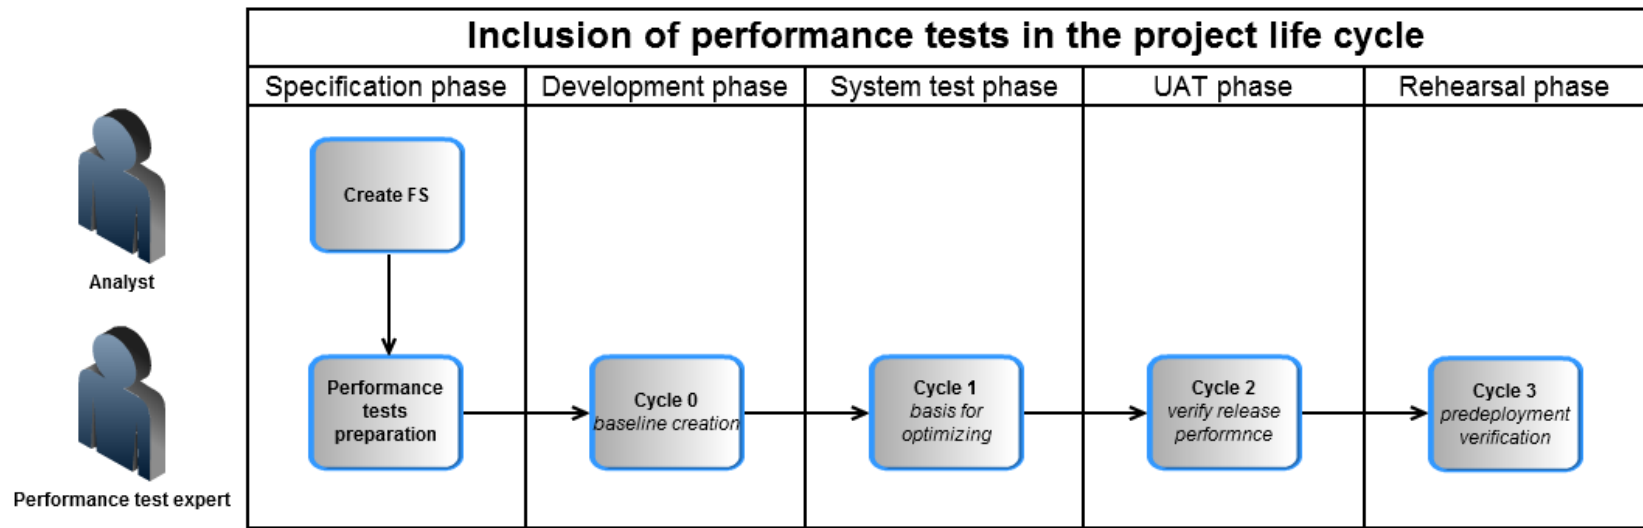 Inclusion of performance tests in the project life cycle
Specification phase
Development phase
System test phase
UAT phase
Rehearsal phase
Analyst
Create FS
Performance test expert
Performance
tests
preparation
Cycle 0
baseline creation
Cycle 1
basis for
optimizing
Cycle 2
verify release
performnce
Cycle 3
predeployment
verification